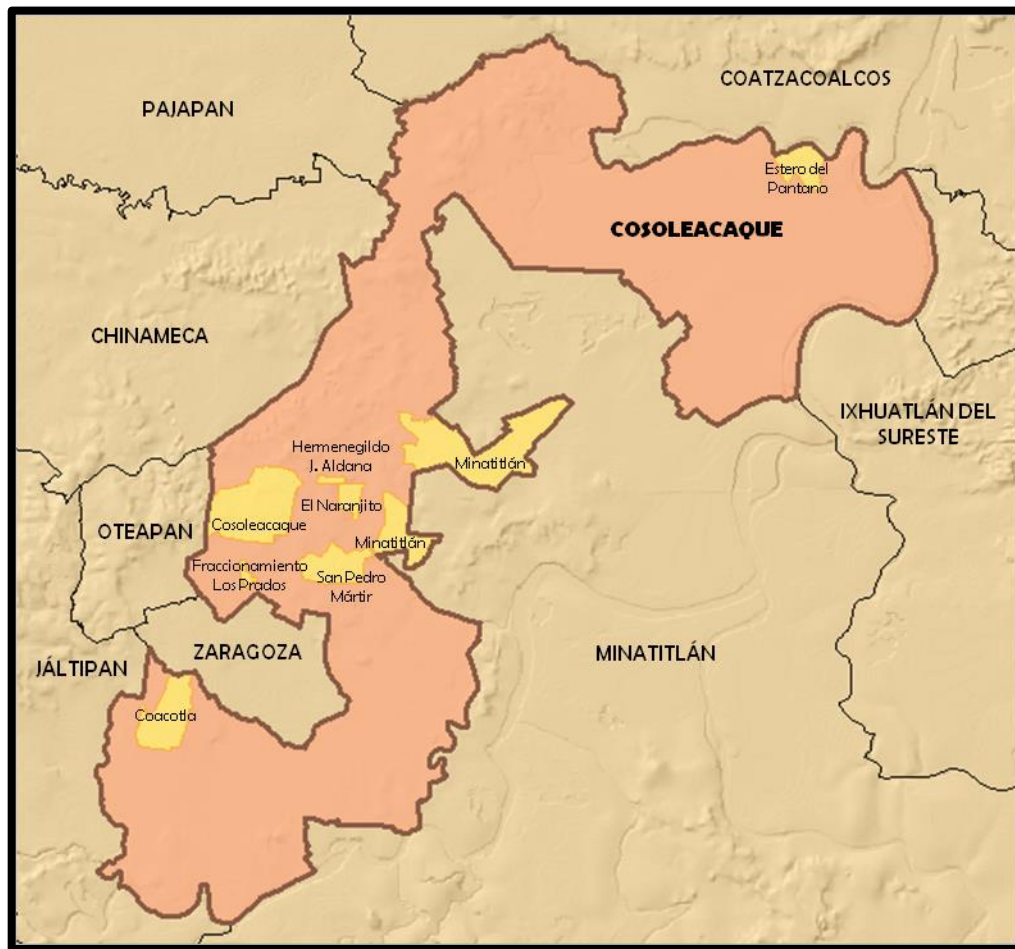 COATZACOALCOS
PAJAPAN
Estero del
Pantano
COSOLEACAQUE
CHINAMECA
IXHUATLÁN DEL
SURESTE
Hermenegildo
J. Aldana
Minatitlán
El Naranjito
Cosoleacaque
OTEAPAN
Minatitlán
Fraccionamiento
Los Prados
San Pedro
Mártir
ZARAGOZA
MINATITLÁN
JÁLTIPAN
Coacotla